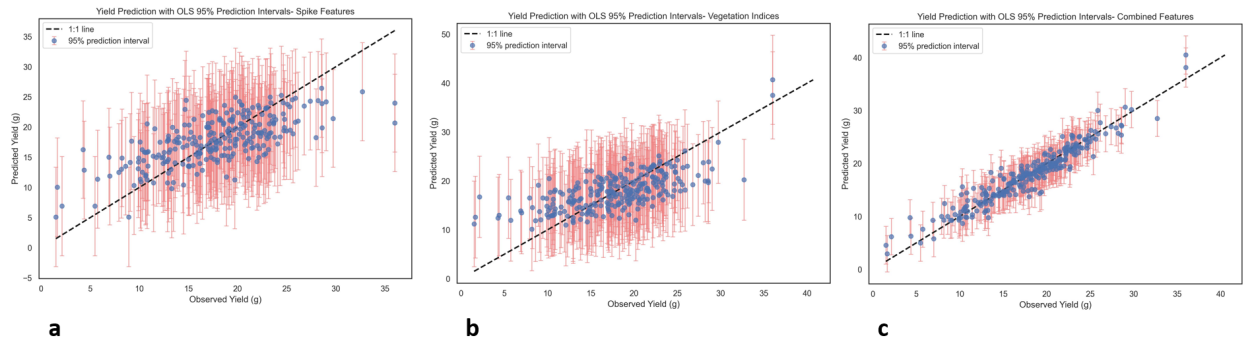 Yield Prediction with OLS 95% Prediction Intervals- Spike Features
1:1 line
95% prediction interval
Predicted Yield (g)
35
30
25
20
15
10
5
0
−5
0 5 10 15 20 25 30 35
Observed Yield (g)
a
Yield Prediction with OLS 95% Prediction Intervals- Vegetation Indices
1:1 line
95% prediction interval
Predicted Yield (g)
50
40
30
20
10
0
0 5 10 15 20 25 30 35 40
Observed Yield (g)
b
Yield Prediction with OLS 95% Prediction Intervals- Combined Features
1:1 line
95% prediction interval
Predicted Yield (g)
40
30
20
10
0
0 5 10 15 20 25 30 35 40
Observed Yield (g)
c